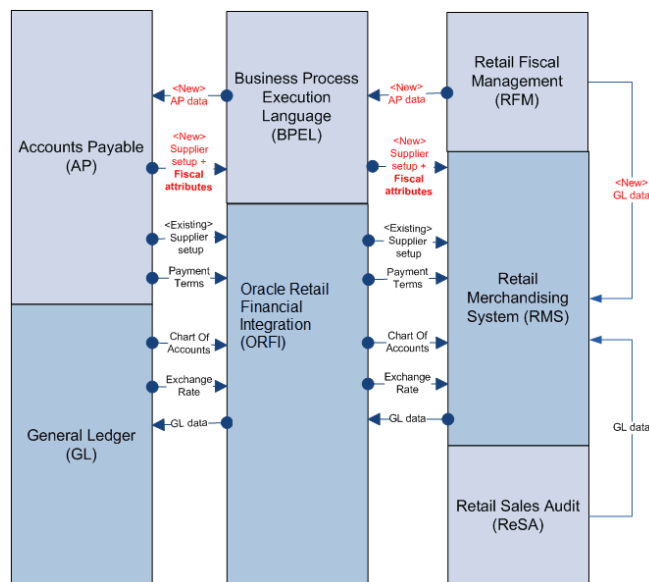 Accounts Payable
(AP)
General Ledger
(GL)
<New>
AP data
<New>
Supplier
setup +
Fiscal
attributes
<Existing>
Supplier
setup
Payment
Terms
Chart Of
Accounts
Exchange
Rate
GL data
Business Process
Execution
Language
(BPEL)
Oracle Retail
Financial
Integration
(ORFI)
<New>
AP data
<New>
Supplier
setup +
Fiscal
attributes
<Existing>
Supplier
setup
Payment
Terms
Chart Of
Accounts
Exchange
Rate
GL data
Retail Fiscal
Management
(RFM)
Retail
Merchandising
System (RMS)
Retail Sales Audit
(ReSA)
<New>
GL data
GL data